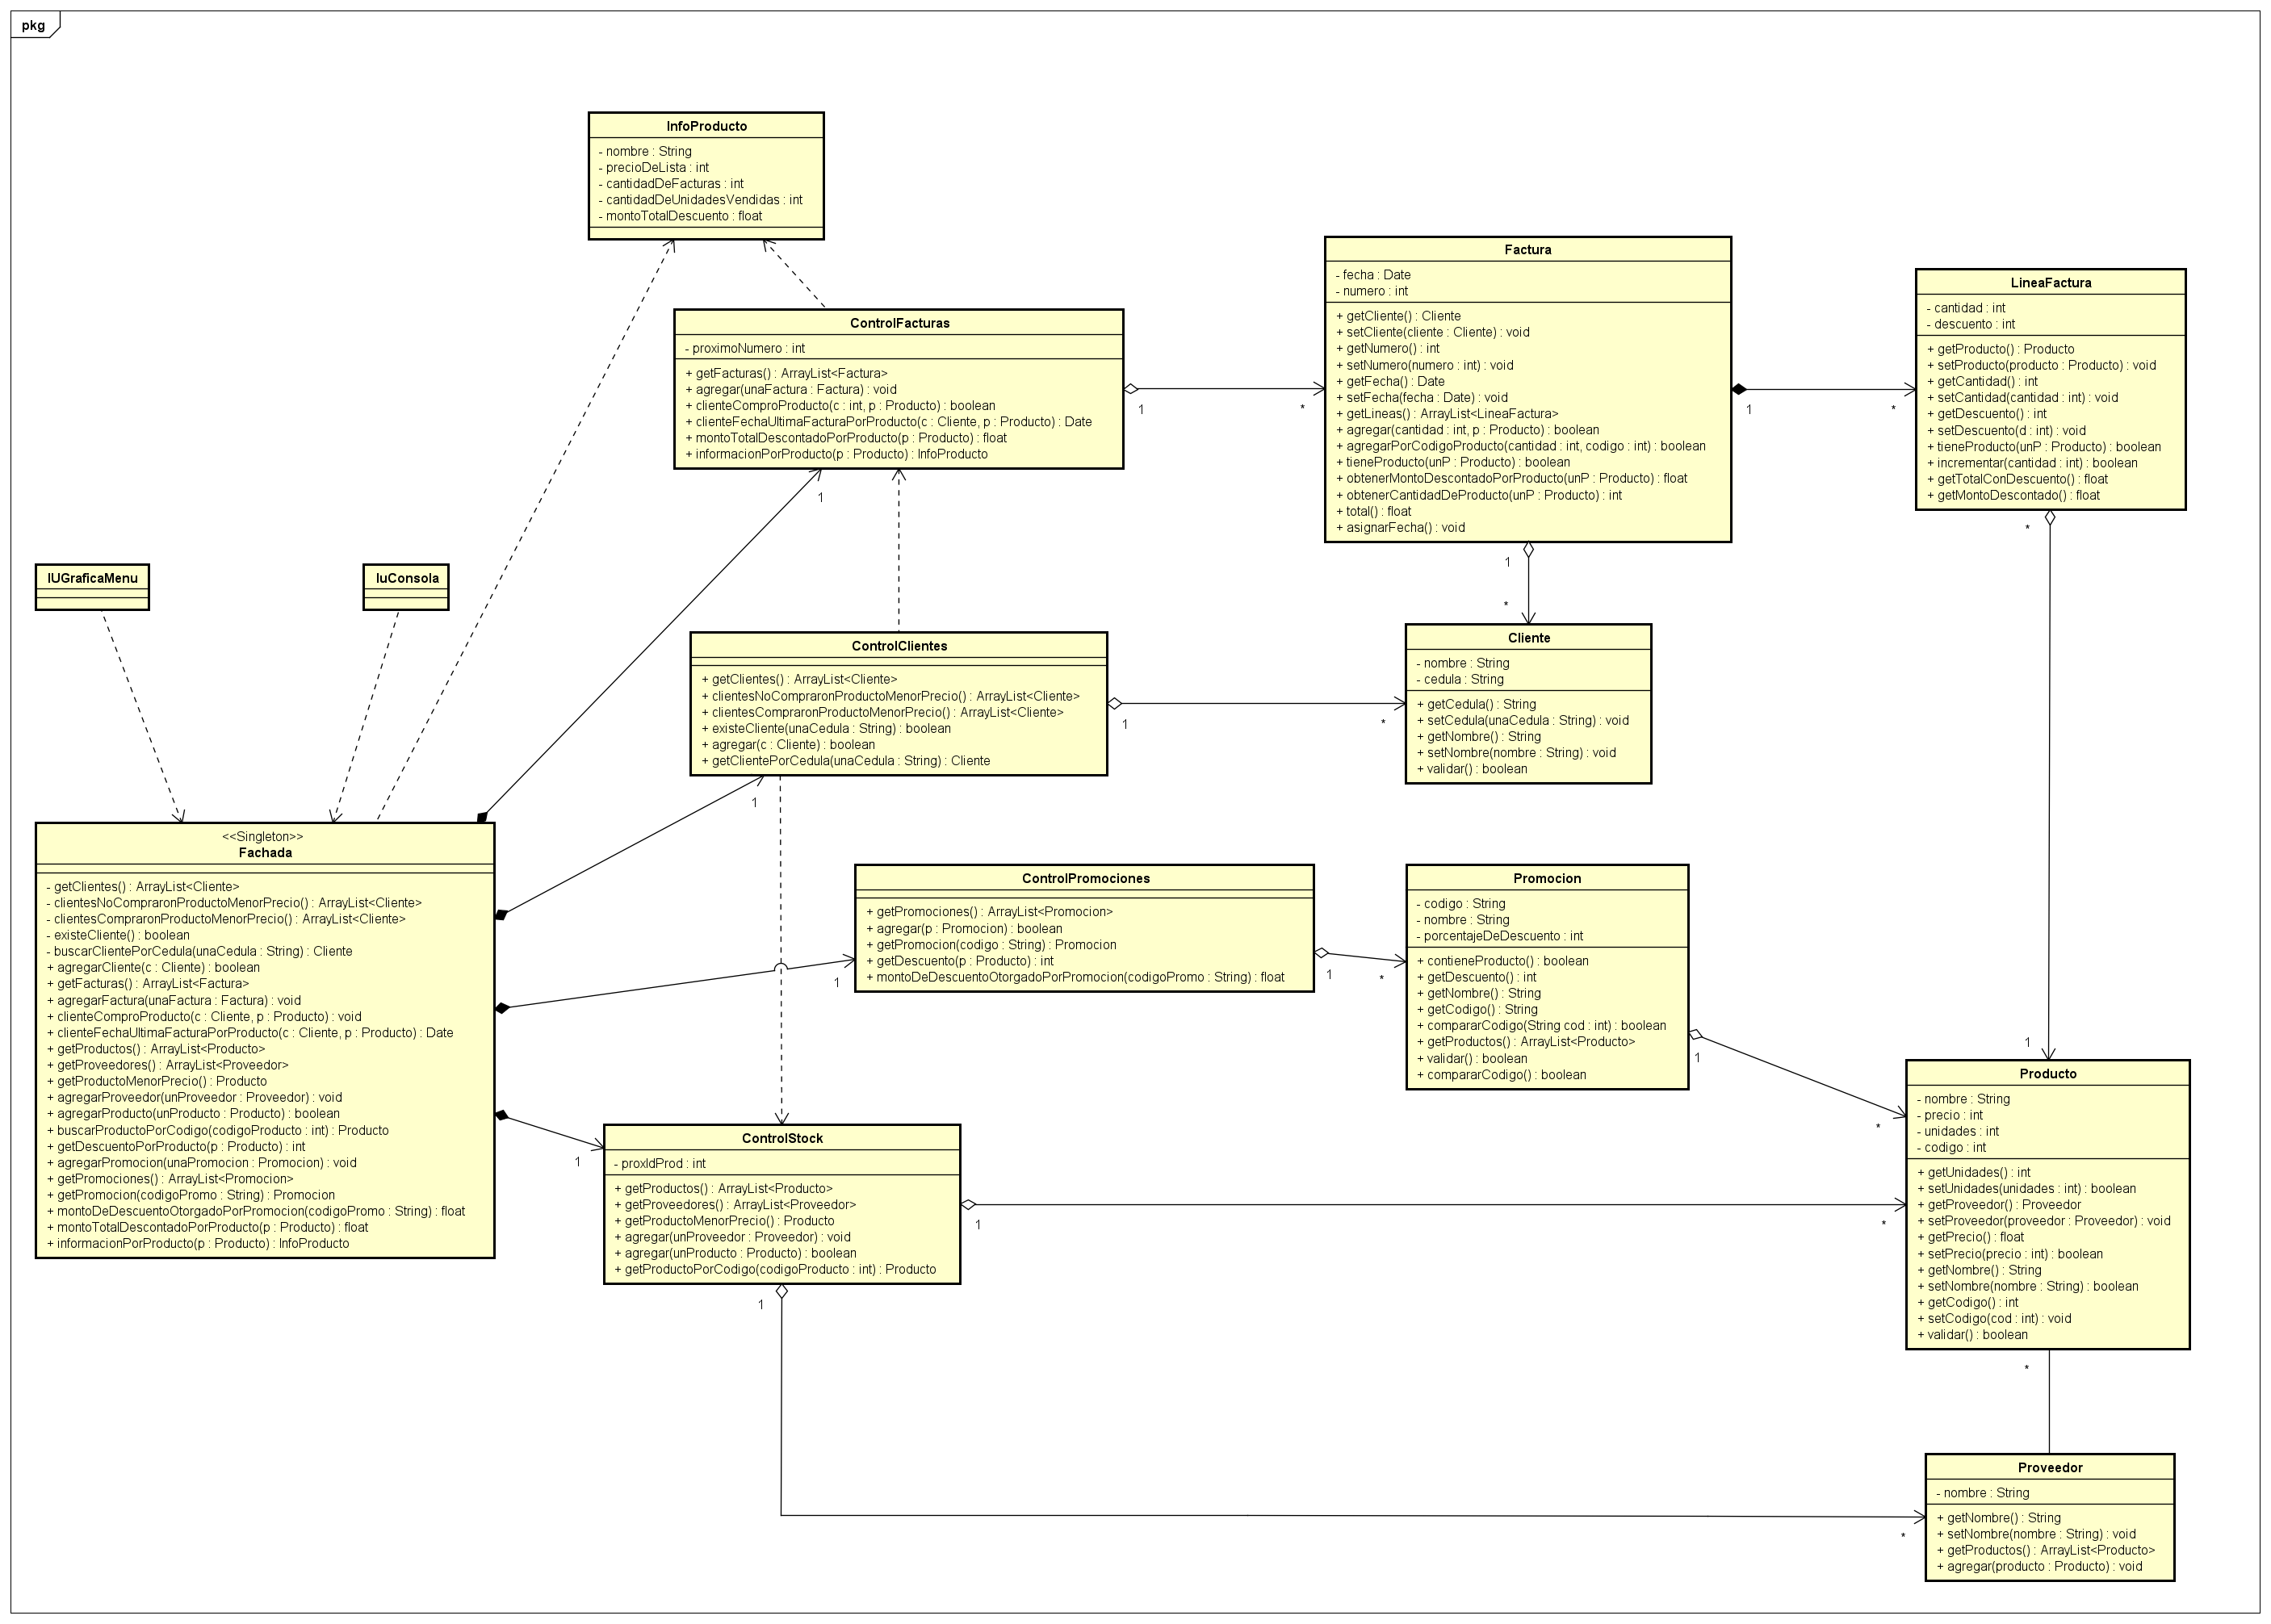 pkg
InfoProducto
- nombre : String
- precioDeLista : int
- cantidadDeFacturas : int
- cantidadDeUnidadesVendidas : int
- montoTotalDescuento : float
Factura
- fecha : Date
- numero : int
+ getCliente() : Cliente
+ setCliente(cliente : Cliente) : void
+ getNumero() : int
+ setNumero(numero : int) : void
+ getFecha() : Date
+ setFecha(fecha : Date) : void
+ getLineas() : ArrayList<LineaFactura>
+ agregar(cantidad : int, p : Producto) : boolean
+ agregarPorCodigoProducto(cantidad : int, codigo : int) : boolean
+ tieneProducto(unP : Producto) : boolean
+ obtenerMontoDescontadoPorProducto(unP : Producto) : float
+ obtenerCantidadDeProducto(unP : Producto) : int
+ total() : float
+ asignarFecha() : void
LineaFactura
- cantidad : int
- descuento : int
+ getProducto() : Producto
+ setProducto(producto : Producto) : void
+ getCantidad() : int
+ setCantidad(cantidad : int) : void
+ getDescuento() : int
+ setDescuento(d : int) : void
+ tieneProducto(unP : Producto) : boolean
+ incrementar(cantidad : int) : boolean
+ getTotalConDescuento() : float
+ getMontoDescontado() : float
ControlFacturas
- proximoNumero : int
+ getFacturas() : ArrayList<Factura>
+ agregar(unaFactura : Factura) : void
+ clienteComproProducto(c : int, p : Producto) : boolean
+ clienteFechaUltimaFacturaPorProducto(c : Cliente, p : Producto) : Date
+ montoTotalDescontadoPorProducto(p : Producto) : float
+ informacionPorProducto(p : Producto) : InfoProducto
1
*
1
*
1
*
1
*
IUGraficaMenu
IuConsola
ControlClientes
+ getClientes() : ArrayList<Cliente>
+ clientesNoCompraronProductoMenorPrecio() : ArrayList<Cliente>
+ clientesCompraronProductoMenorPrecio() : ArrayList<Cliente>
+ existeCliente(unaCedula : String) : boolean
+ agregar(c : Cliente) : boolean
+ getClientePorCedula(unaCedula : String) : Cliente
1
*
1
Cliente
- nombre : String
- cedula : String
+ getCedula() : String
+ setCedula(unaCedula : String) : void
+ getNombre() : String
+ setNombre(nombre : String) : void
+ validar() : boolean
<<Singleton>>
Fachada
- getClientes() : ArrayList<Cliente>
- clientesNoCompraronProductoMenorPrecio() : ArrayList<Cliente>
- clientesCompraronProductoMenorPrecio() : ArrayList<Cliente>
- existeCliente() : boolean
- buscarClientePorCedula(unaCedula : String) : Cliente
+ agregarCliente(c : Cliente) : boolean
+ getFacturas() : ArrayList<Factura>
+ agregarFactura(unaFactura : Factura) : void
+ clienteComproProducto(c : Cliente, p : Producto) : void
+ clienteFechaUltimaFacturaPorProducto(c : Cliente, p : Producto) : Date
+ getProductos() : ArrayList<Producto>
+ getProveedores() : ArrayList<Proveedor>
+ getProductoMenorPrecio() : Producto
+ agregarProveedor(unProveedor : Proveedor) : void
+ agregarProducto(unProducto : Producto) : boolean
+ buscarProductoPorCodigo(codigoProducto : int) : Producto
+ getDescuentoPorProducto(p : Producto) : int
+ agregarPromocion(unaPromocion : Promocion) : void
+ getPromociones() : ArrayList<Promocion>
+ getPromocion(codigoPromo : String) : Promocion
+ montoDeDescuentoOtorgadoPorPromocion(codigoPromo : String) : float
+ montoTotalDescontadoPorProducto(p : Producto) : float
+ informacionPorProducto(p : Producto) : InfoProducto
ControlPromociones
+ getPromociones() : ArrayList<Promocion>
+ agregar(p : Promocion) : boolean
+ getPromocion(codigo : String) : Promocion
+ getDescuento(p : Producto) : int
+ montoDeDescuentoOtorgadoPorPromocion(codigoPromo : String) : float
1
1
*
Promocion
- codigo : String
- nombre : String
- porcentajeDeDescuento : int
+ contieneProducto() : boolean
+ getDescuento() : int
+ getNombre() : String
+ getCodigo() : String
+ compararCodigo(String cod : int) : boolean
+ getProductos() : ArrayList<Producto>
+ validar() : boolean
+ compararCodigo() : boolean
1
*
1
Producto
- nombre : String
- precio : int
- unidades : int
- codigo : int
+ getUnidades() : int
+ setUnidades(unidades : int) : boolean
+ getProveedor() : Proveedor
+ setProveedor(proveedor : Proveedor) : void
+ getPrecio() : float
+ setPrecio(precio : int) : boolean
+ getNombre() : String
+ setNombre(nombre : String) : boolean
+ getCodigo() : int
+ setCodigo(cod : int) : void
+ validar() : boolean
1
ControlStock
- proxIdProd : int
+ getProductos() : ArrayList<Producto>
+ getProveedores() : ArrayList<Proveedor>
+ getProductoMenorPrecio() : Producto
+ agregar(unProveedor : Proveedor) : void
+ agregar(unProducto : Producto) : boolean
+ getProductoPorCodigo(codigoProducto : int) : Producto
1
*
1
*
*
Proveedor
- nombre : String
+ getNombre() : String
+ setNombre(nombre : String) : void
+ getProductos() : ArrayList<Producto>
+ agregar(producto : Producto) : void